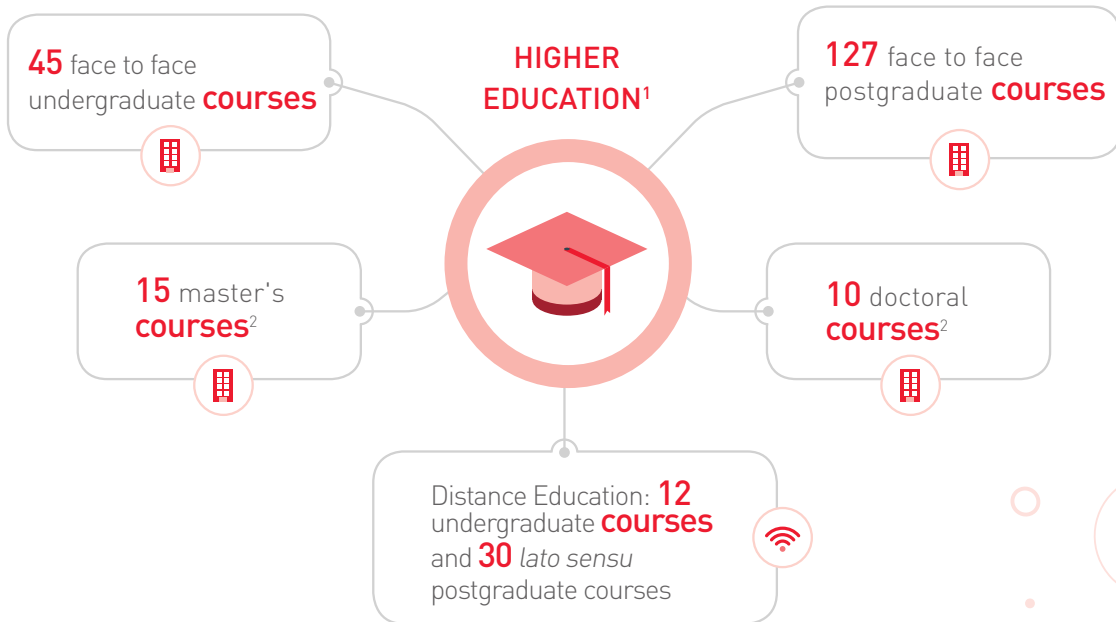 HIGHER
EDUCATION¹
45 face to face
undergraduate courses
127 face to face
postgraduate courses
15 master's
courses²
10 doctoral
courses²
Distance Education: 12
undergraduate courses
and 30 lato sensu
postgraduate courses